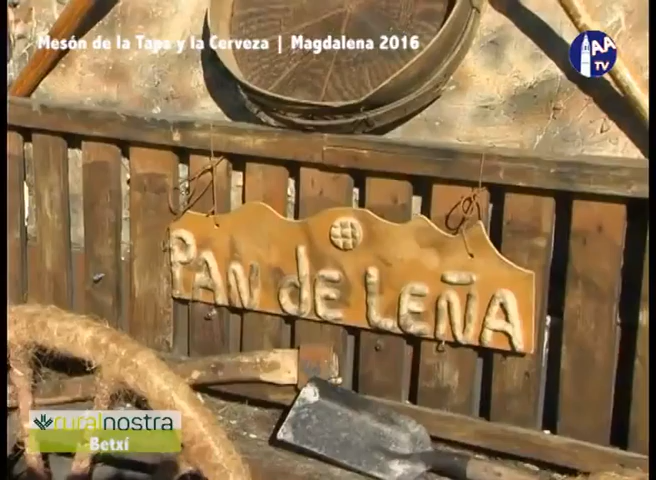 Mesón de la Tapa y la Cerveza | Magdalena 2016
AA
TV
PAN de LEÑA
ruralnostra
Betxí